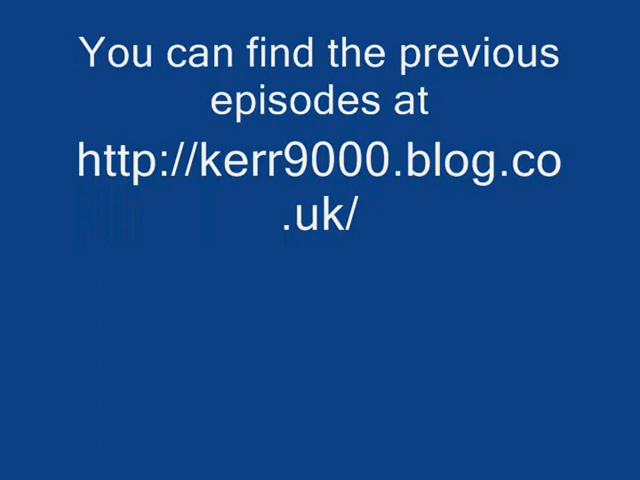 You can find the previous
episodes at
http://kerr9000.blog.co
.uk/